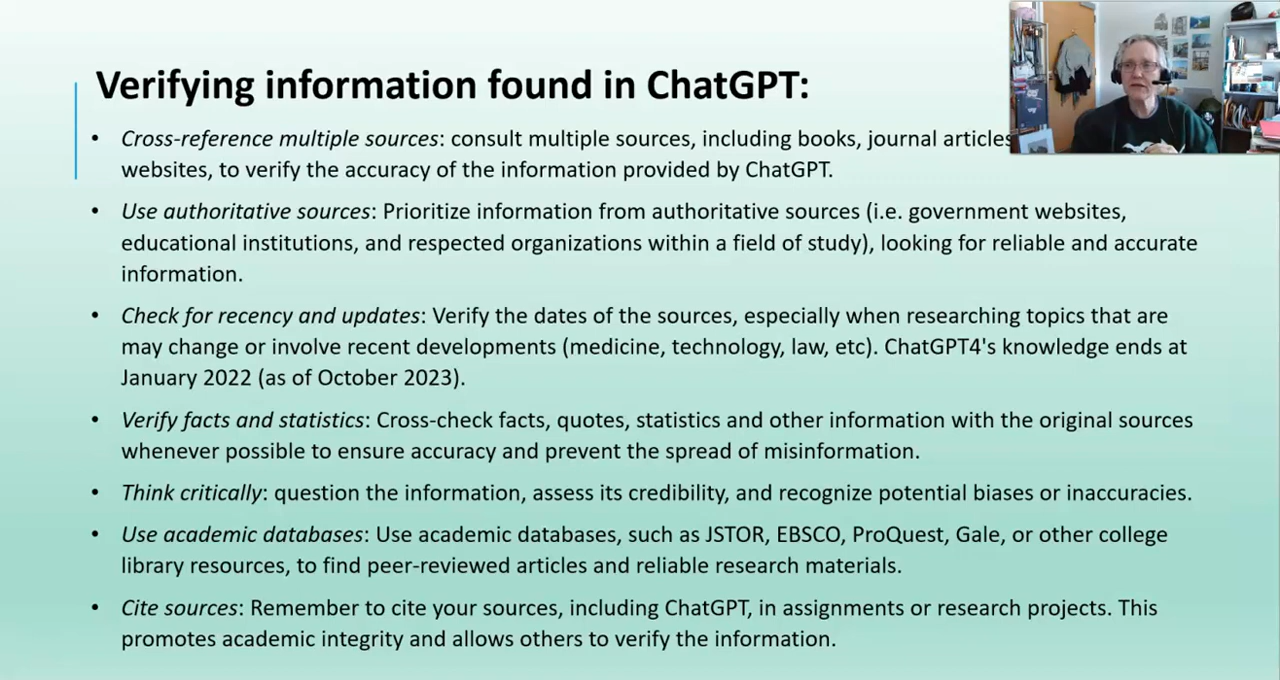 Verifying information found in ChatGPT:
• Cross-reference multiple sources: consult multiple sources, including books, journal articles
websites, to verify the accuracy of the information provided by ChatGPT.
• Use authoritative sources: Prioritize information from authoritative sources (i.e. government websites,
educational institutions, and respected organizations within a field of study), looking for reliable and accurate
information.
• Check for recency and updates: Verify the dates of the sources, especially when researching topics that are
may change or involve recent developments (medicine, technology, law, etc). ChatGPT4's knowledge ends at
January 2022 (as of October 2023).
• Verify facts and statistics: Cross-check facts, quotes, statistics and other information with the original sources
whenever possible to ensure accuracy and prevent the spread of misinformation.
• Think critically: question the information, assess its credibility, and recognize potential biases or inaccuracies.
• Use academic databases: Use academic databases, such as JSTOR, EBSCO, ProQuest, Gale, or other college
library resources, to find peer-reviewed articles and reliable research materials.
• Cite sources: Remember to cite your sources, including ChatGPT, in assignments or research projects. This
promotes academic integrity and allows others to verify the information.